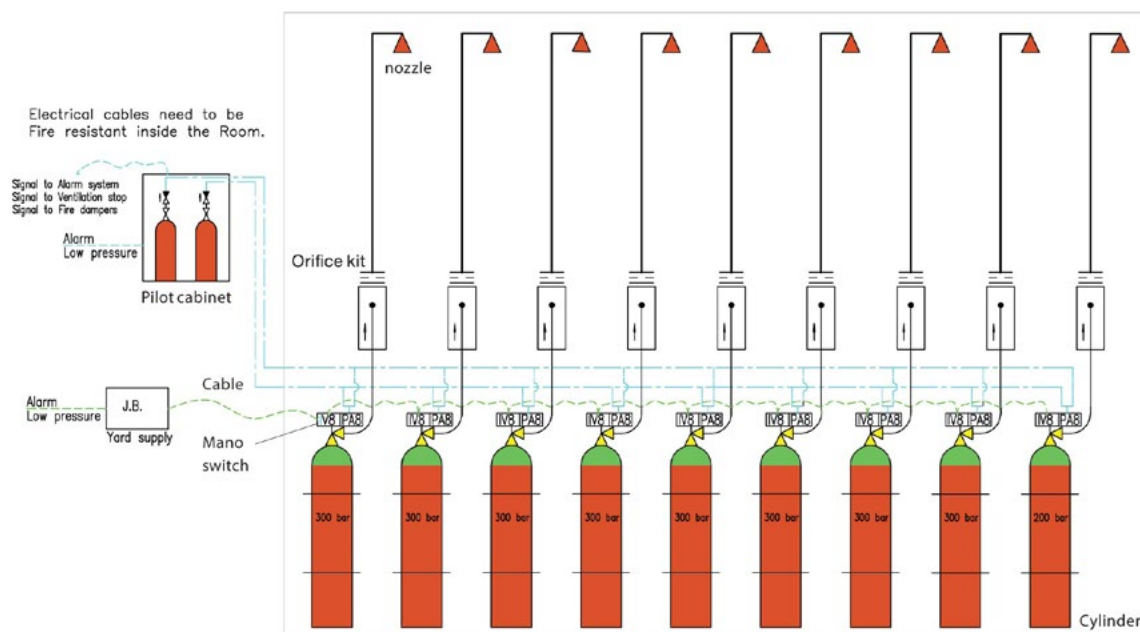 nozzle
Electrical cables need to be
Fire resistant inside the Room.
Signal to Alarm system
Signal to Ventilation stop
Signal to Fire dampers
Alarm
Low pressure
Pilot cabinet
Orifice kit
Cable
Alarm
Low pressure
J.B.
Yard supply
Mano
switch
IV8 PA8 IV8 PA8 IV8 PA8 IV8 PA8 IV8 PA8 IV8 PA8 IV8 PA8 IV8 PA8 IV8 PA8
300 bar 300 bar 300 bar 300 bar 300 bar 300 bar 300 bar 300 bar 200 bar
Cylinder